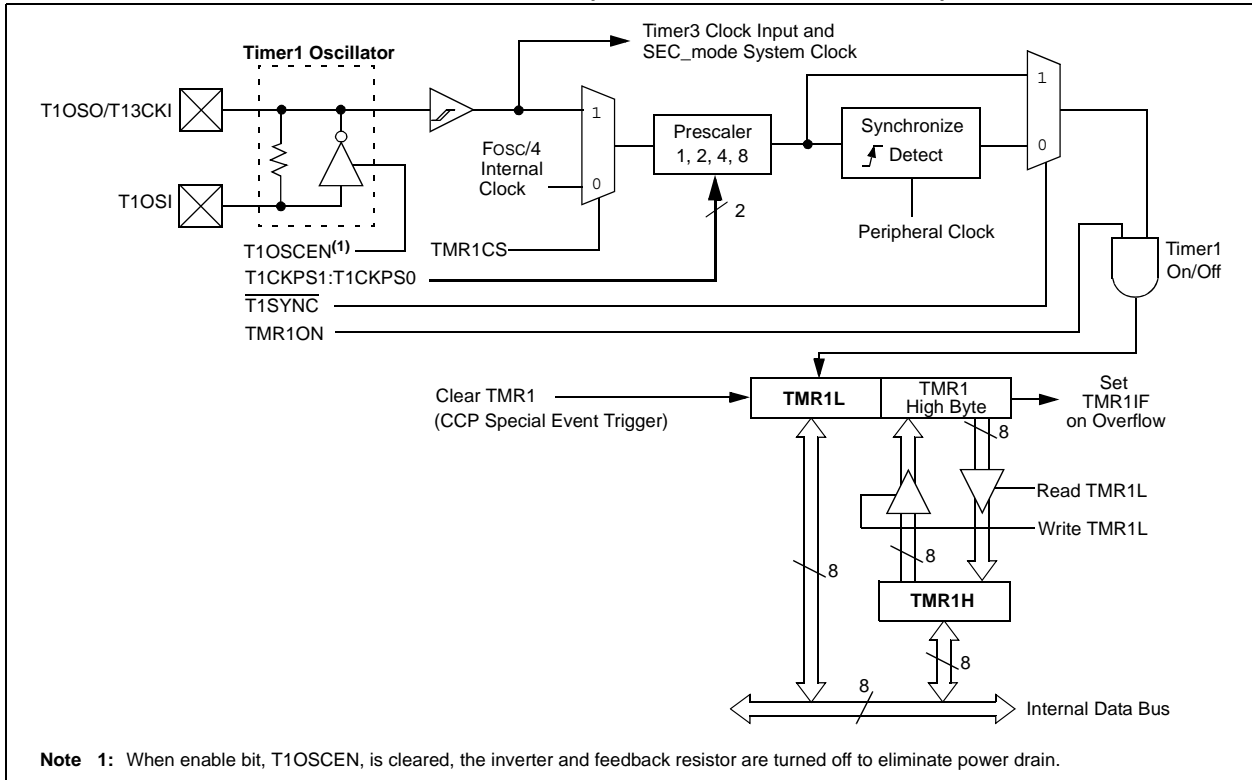 Timer3 Clock Input and
SEC_mode System Clock
Timer1 Oscillator
T1OSO/T13CKI
T1OSI
1
FOSC/4
Internal
Clock
0
Prescaler
1, 2, 4, 8
2
Synchronize
Detect
1
0
Peripheral Clock
T1OSCEN(1)
TMR1CS
T1CKPS1:T1CKPS0
T1SYNC
TMR1ON
Timer1
On/Off
Clear TMR1
(CCP Special Event Trigger)
TMR1L
TMR1
High Byte
Set
TMR1IF
on Overflow
8
Read TMR1L
Write TMR1L
8
8
TMR1H
8
8
Internal Data Bus
Note 1: When enable bit, T1OSCEN, is cleared, the inverter and feedback resistor are turned off to eliminate power drain.